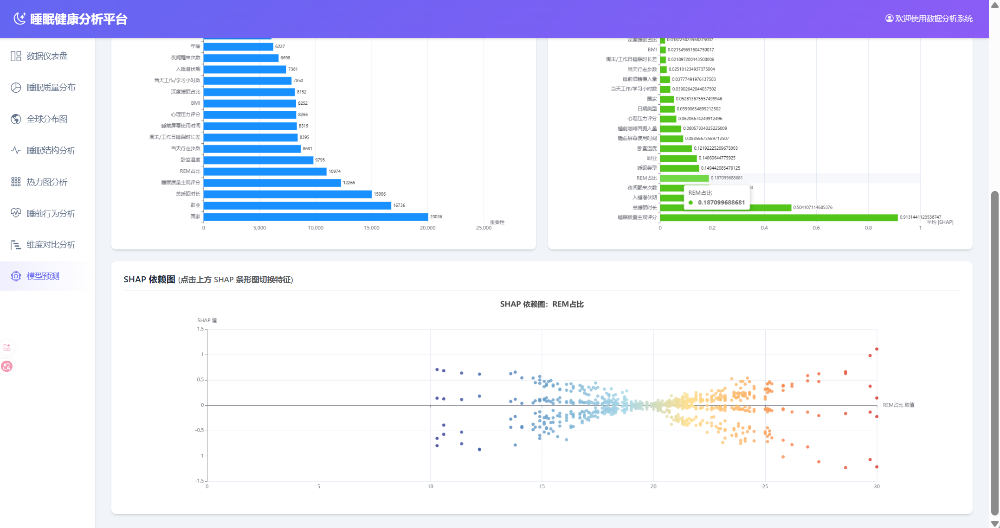 睡眠健康分析平台
欢迎使用数据分析系统
数据仪表盘
睡眠质量分布
全球分布图
睡眠结构分析
热力图分析
睡前行为分析
维度对比分析
模型预测
年龄 6227
夜间醒来次数 6698
入睡潜伏期 7381
当天工作/学习小时数 7850
深度睡眠占比 8152
BMI 8252
心理压力评分 8266
睡前屏幕使用时间 8319
周末/工作日睡眠时长差 8395
当天行走步数 8681
卧室温度 9795
REM占比 10974
睡眠质量主观评分 12266
总睡眠时长 15006
职业 16736
国家 20036
重要性
0 5,000 10,000 15,000 20,000 25,000
深度睡眠占比 0.018725023568375007
BMI 0.021549651604750017
周末/工作日睡眠时长差 0.021897200443500006
当天行走步数 0.025101234937375004
睡前酒精摄入量 0.03777491976137503
当天工作/学习小时数 0.03902642044037502
国家 0.052813675557499946
日期类型 0.05590654899212502
心理压力评分 0.06206674249912496
睡前咖啡因摄入量 0.08057334325225009
睡前屏幕使用时间 0.08856673569712507
卧室温度 0.12192225209675003
职业 0.14060644775925
睡眠类型 0.149442085476125
REM占比 0.187099688681
夜间醒来次数
入睡潜伏期
总睡眠时长 0.504107114685376
睡眠质量主观评分 0.9131441123538747
REM占比
0.187099688681
平均 |SHAP|
0 0.2 0.4 0.6 0.8 1
SHAP 依赖图 (点击上方 SHAP 条形图切换特征)
SHAP 依赖图：REM占比
SHAP 值
1.5
1
0.5
0
-0.5
-1
-1.5
REM占比 取值
0 5 10 15 20 25 30